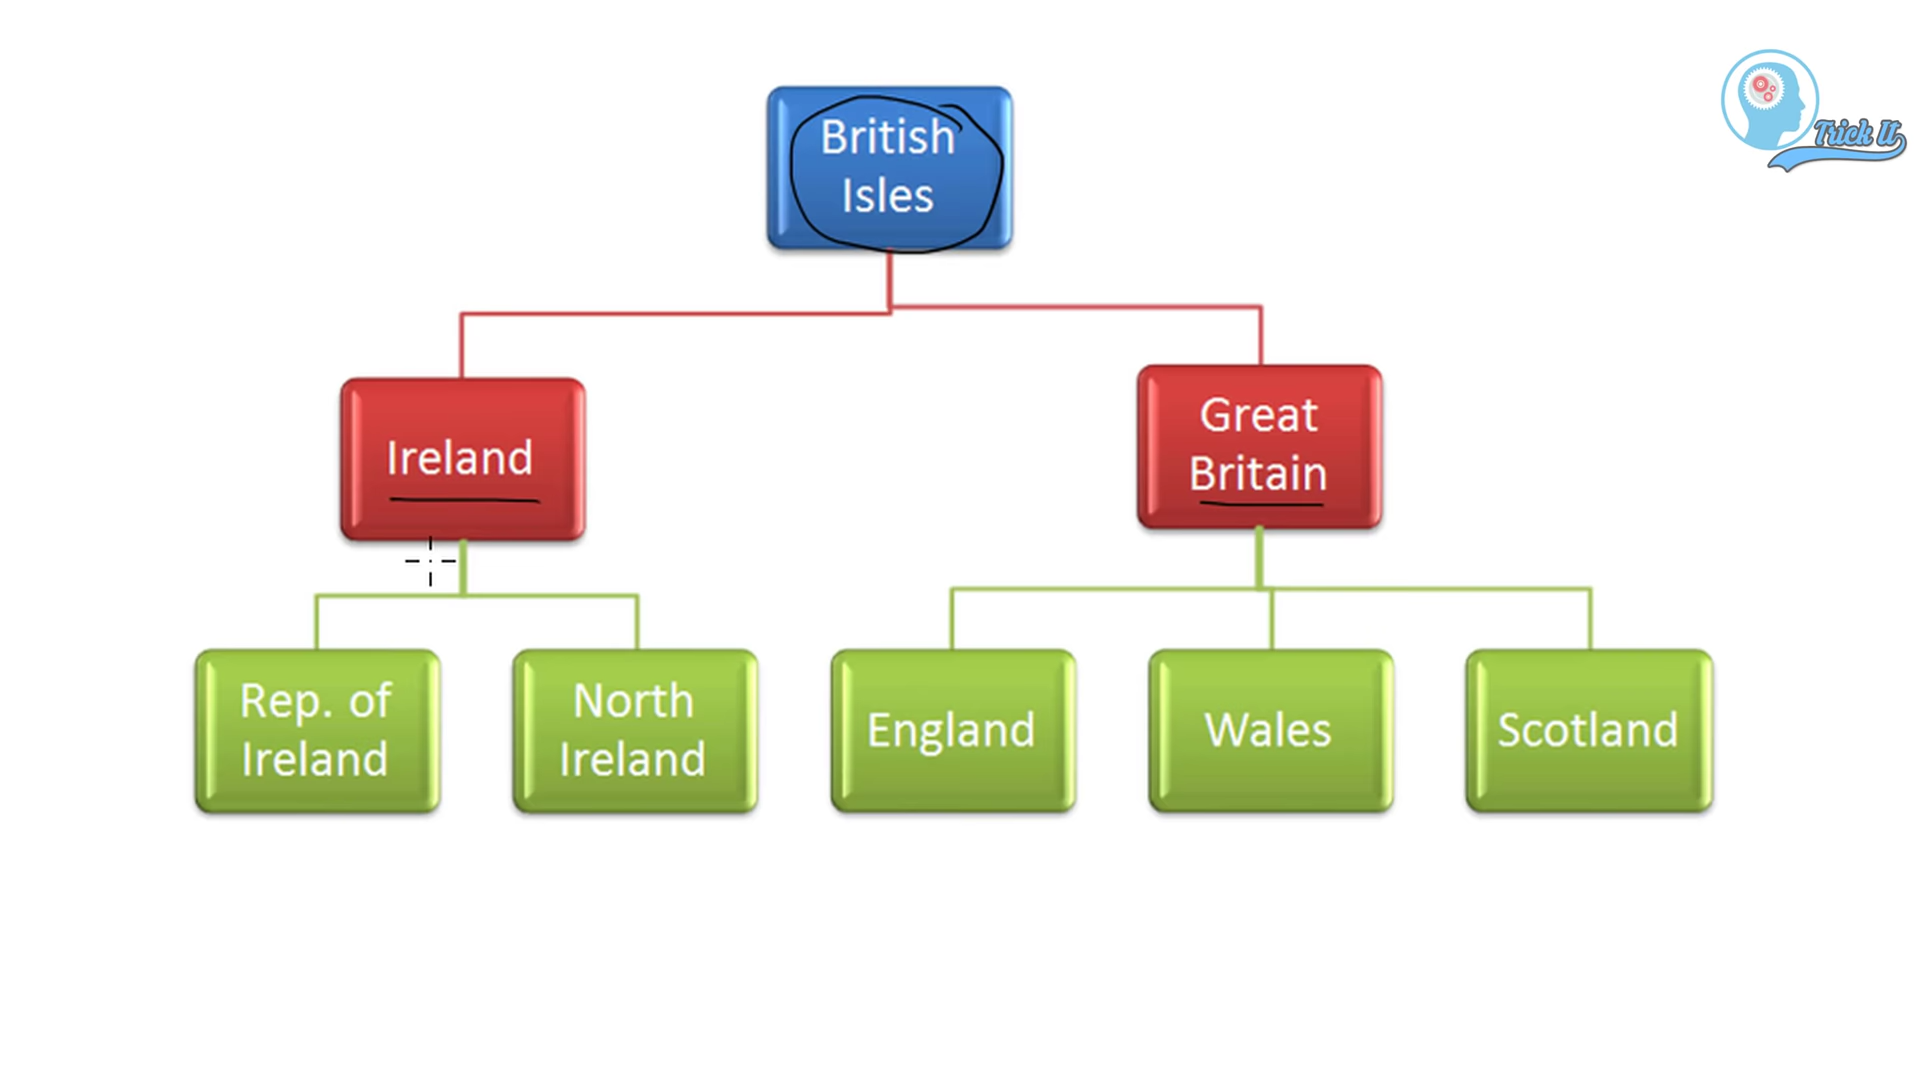 British
Isles
Trick It
Ireland
Great
Britain
Rep. of
Ireland
North
Ireland
England
Wales
Scotland